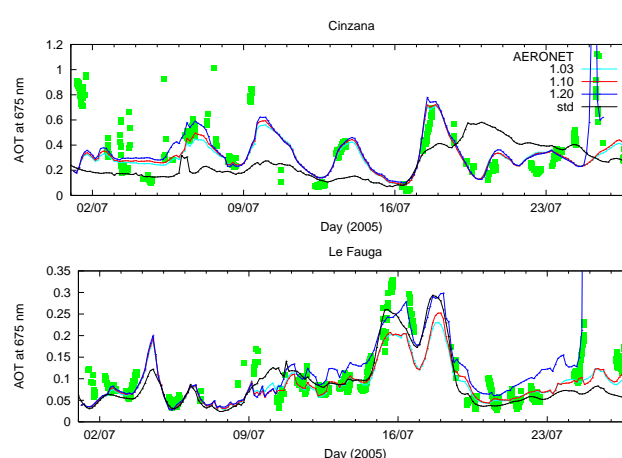 Cinzana
AOT at 675 nm
1.2
1
0.8
0.6
0.4
0.2
0
AERONET
1.03
1.10
1.20
std
02/07 09/07 16/07 23/07
Day (2005)
Le Fauga
AOT at 675 nm
0.35
0.3
0.25
0.2
0.15
0.1
0.05
0
02/07 09/07 16/07 23/07
Day (2005)